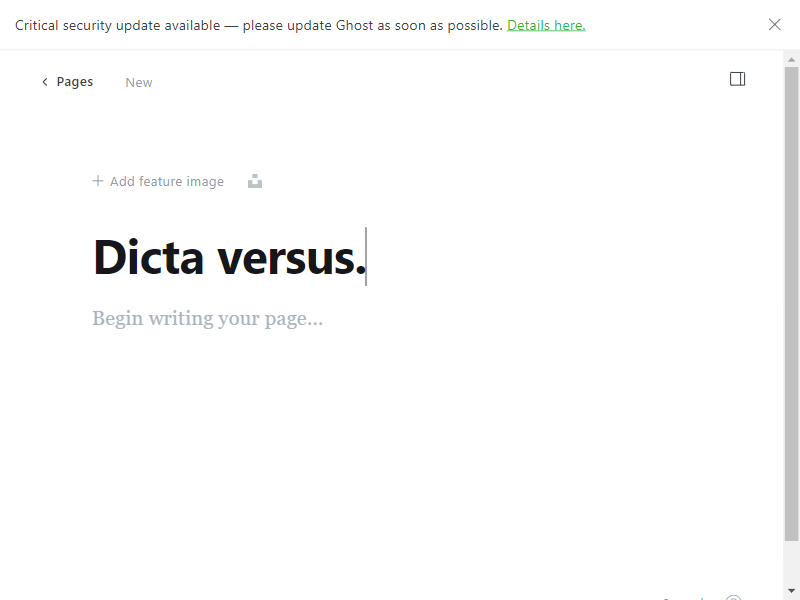 Critical security update available — please update Ghost as soon as possible. Details here.
Pages
New
Add feature image
Dicta versus.
Begin writing your page...